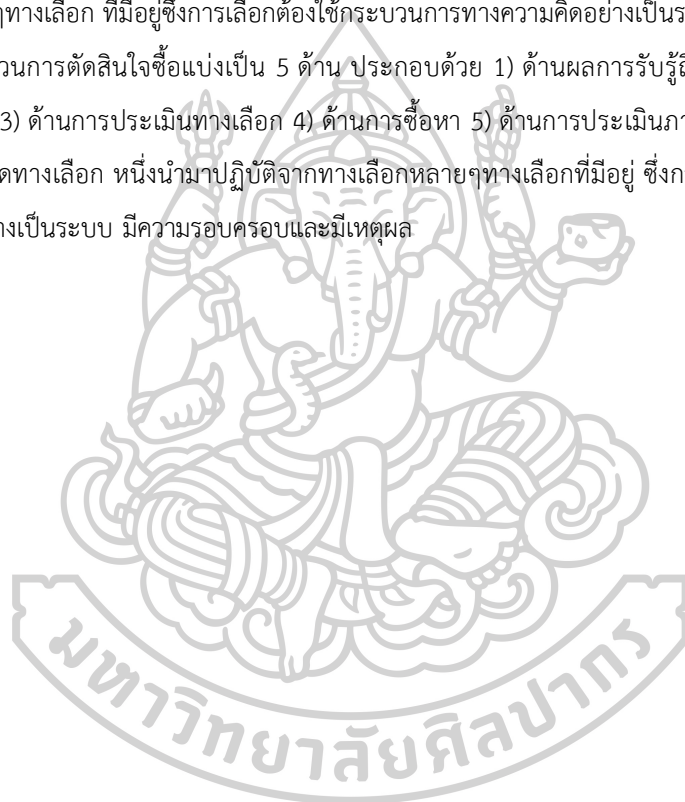 ๆทางเลือก ที่มีอยู่ซึ่งการเลือกต้องใช้กระบวนการทางความคิดอย่างเป็นร
วนการตัดสินใจซื้อแบ่งเป็น 5 ด้าน ประกอบด้วย 1) ด้านผลการรับรู้ถึ
3) ด้านการประเมินทางเลือก 4) ด้านการซื้อหา 5) ด้านการประเมินภา
ดทางเลือก หนึ่งนำมาปฏิบัติจากทางเลือกหลายๆทางเลือกที่มีอยู่ ซึ่งก
างเป็นระบบ มีความรอบครอบและมีเหตุผล
มหาวิทยาลัยศิลปากร